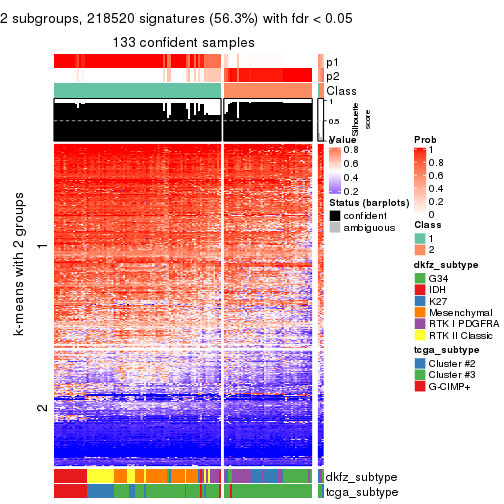 2 subgroups, 218520 signatures (56.3%) with fdr < 0.05
133 confident samples
p1
p2
Class
1
0.5
0
Silhouette
score
k-means with 2 groups
1
2
Value
0.8
0.6
0.4
0.2
Status (barplots)
confident
ambiguous
Prob
1
0.8
0.6
0.4
0.2
0
Class
1
2
dkfz_subtype
G34
IDH
K27
Mesenchymal
RTK I PDGFRA
RTK II Classic
tcga_subtype
Cluster #2
Cluster #3
G-CIMP+
dkfz_subtype
tcga_subtype